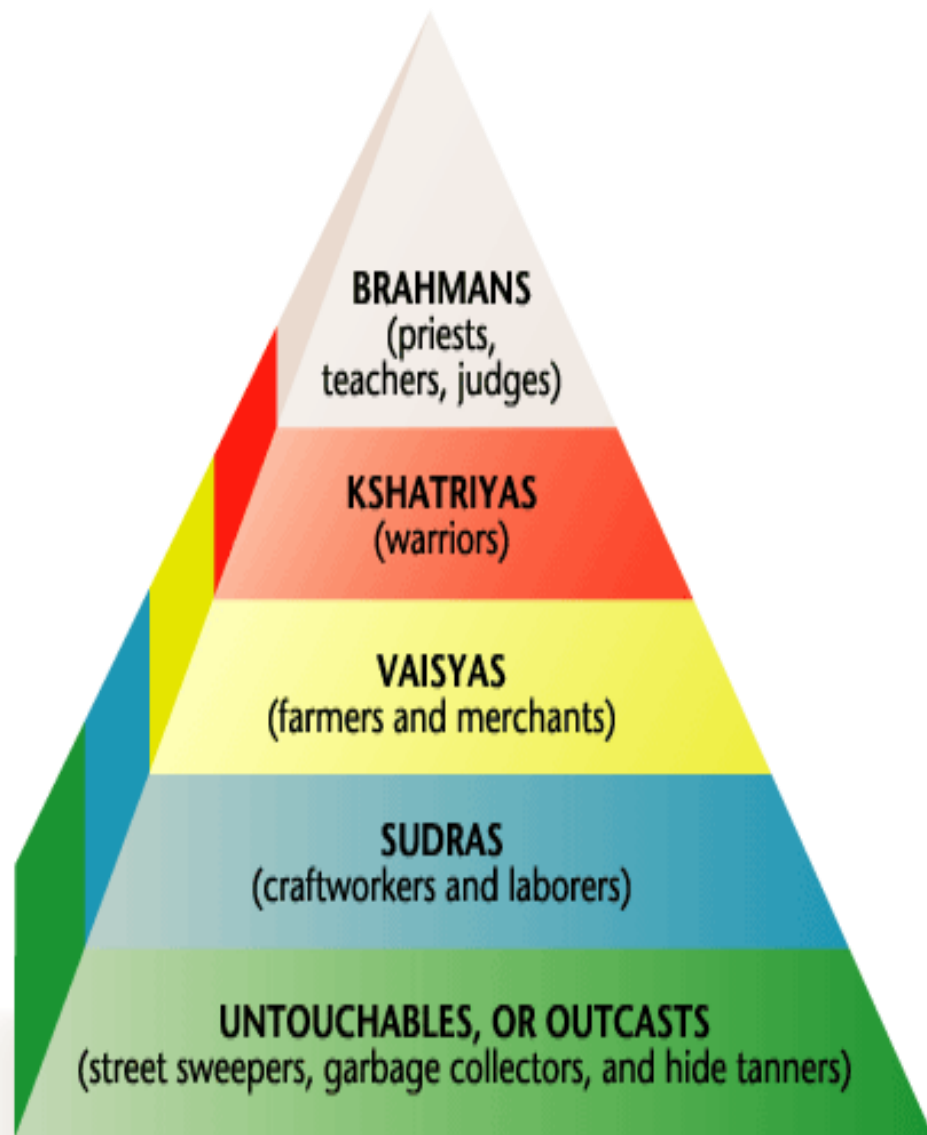 BRAHMANS
(priests,
teachers, judges)
KSHATRIYAS
(warriors)
VAISYAS
(farmers and merchants)
SUDRAS
(craftworkers and laborers)
UNTOUCHABLES, OR OUTCASTS
(street sweepers, garbage collectors, and hide tanners)